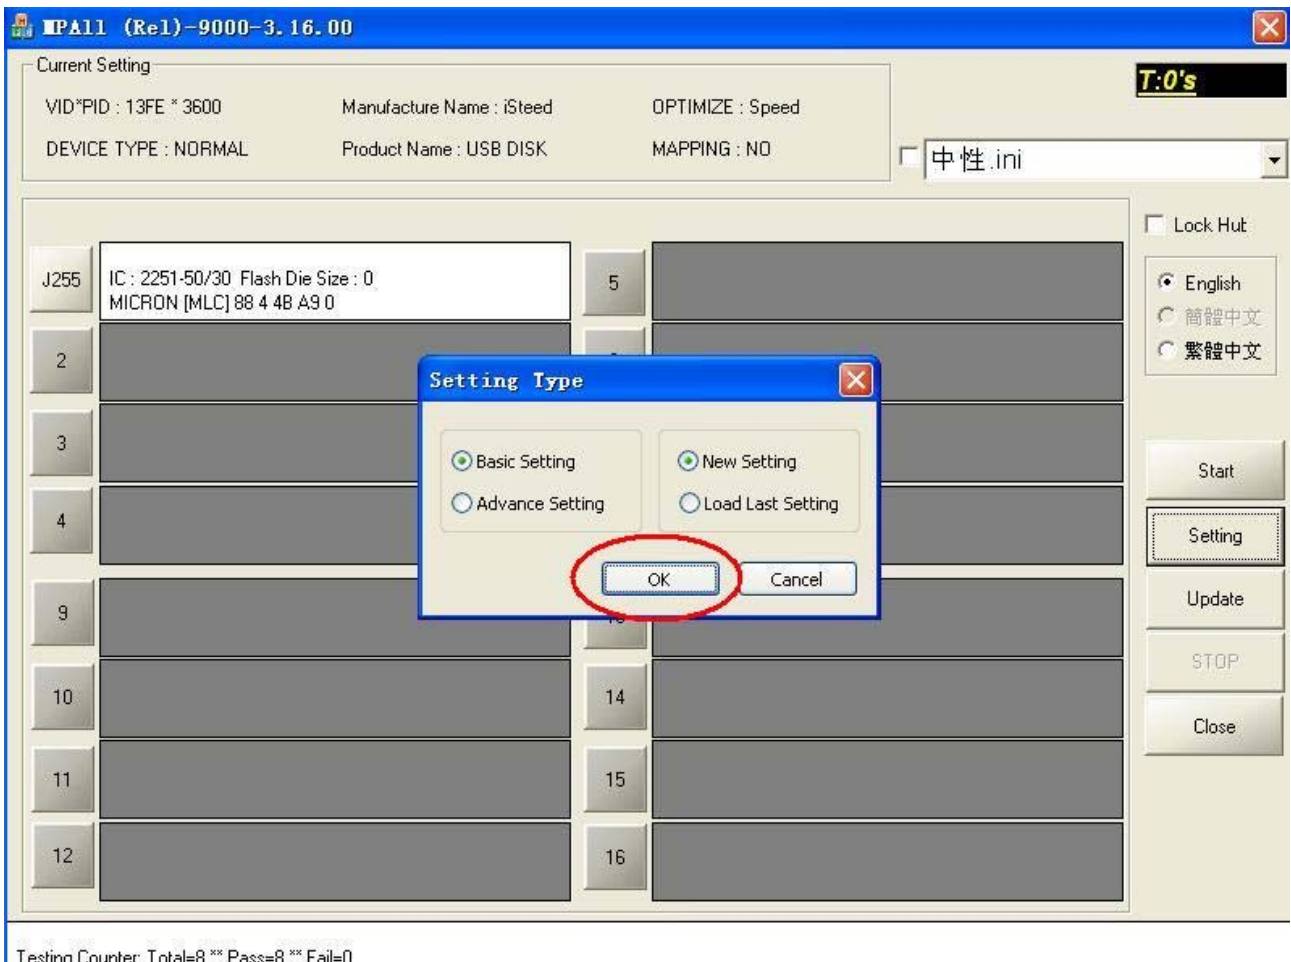 MPAll (Rel)-9000-3.16.00
Current Setting
VID*PID : 13FE * 3600
Manufacture Name : iSteed
OPTIMIZE : Speed
DEVICE TYPE : NORMAL
Product Name : USB DISK
MAPPING : NO
T:0's
中性.ini
Lock Hub
English
簡體中文
繁體中文
J255
IC : 2251-50/30 Flash Die Size : 0
MICRON [MLC] 88 4 4B A9 0
5
2
3
4
Setting Type
Basic Setting
New Setting
Advance Setting
Load Last Setting
OK
Cancel
Start
Setting
Update
STOP
Close
9
10
14
11
15
12
16
Testing Counter: Total=8 ** Pass=8 ** Fail=0